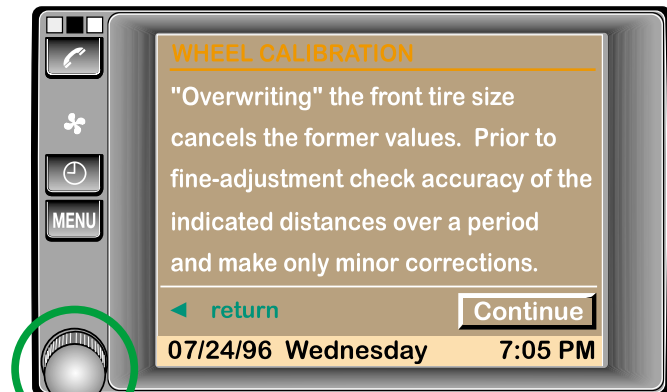 WHEEL CALIBRATION
"Overwriting" the front tire size
cancels the former values. Prior to
fine-adjustment check accuracy of the
indicated distances over a period
and make only minor corrections.
MENU
◄ return Continue
07/24/96 Wednesday 7:05 PM